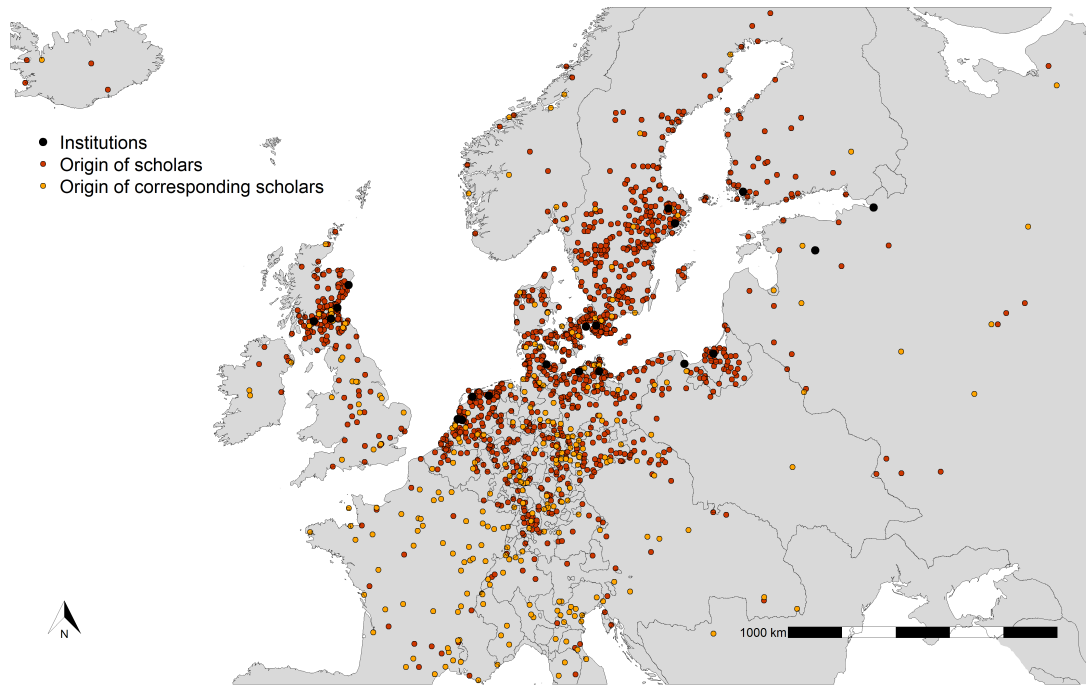 Institutions
Origin of scholars
Origin of corresponding scholars
N
1000 km